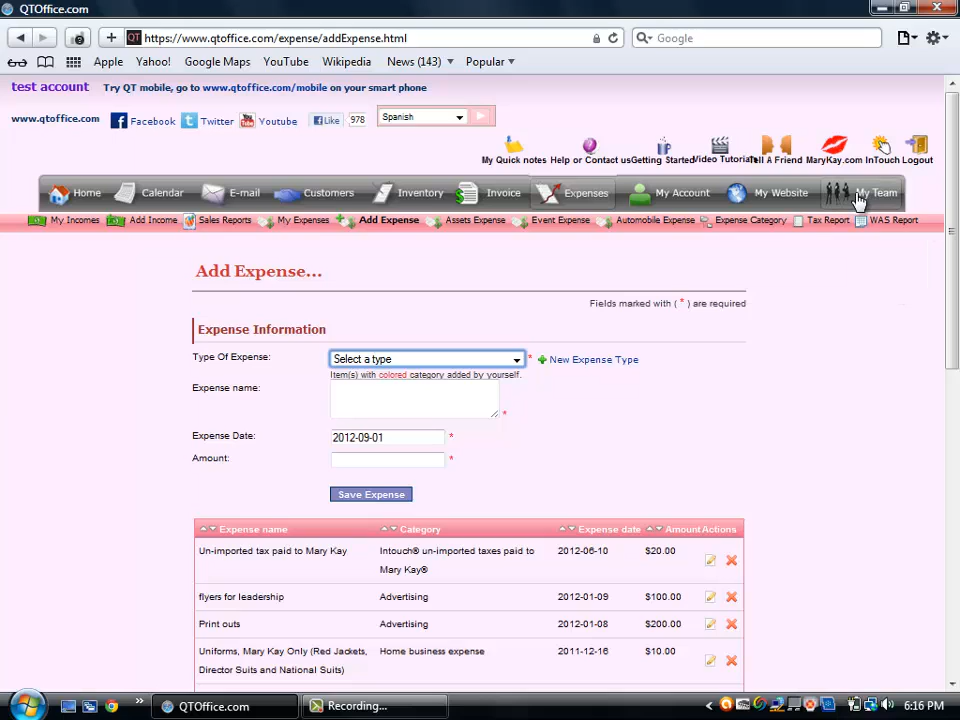 QTOffice.com
https://www.qtoffice.com/expense/addExpense.html
Google
Apple Yahoo! Google Maps YouTube Wikipedia News (143) Popular
test account Try QT mobile, go to www.qtoffice.com/mobile on your smart phone
www.qtoffice.com Facebook Twitter Youtube Like 978 Spanish
My Quick notes Help or Contact us Getting Started Video Tutorials Tell A Friend MaryKay.com InTouch Logout
Home Calendar E-mail Customers Inventory Invoice Expenses My Account My Website My Team
My Incomes Add Income Sales Reports My Expenses Add Expense Assets Expense Event Expense Automobile Expense Expense Category Tax Report WAS Report
Add Expense...
Fields marked with ( * ) are required
Expense Information
Type Of Expense: Select a type * New Expense Type
Item(s) with colored category added by yourself.
Expense name: *
Expense Date: 2012-09-01 *
Amount: *
Save Expense
Expense name Category Expense date Amount Actions
Un-imported tax paid to Mary Kay Intouch® un-imported taxes paid to Mary Kay® 2012-06-10 $20.00
flyers for leadership Advertising 2012-01-09 $100.00
Print outs Advertising 2012-01-08 $200.00
Uniforms, Mary Kay Only (Red Jackets, Director Suits and National Suits) Home business expense 2011-12-16 $10.00
QTOffice.com Recording... 6:16 PM